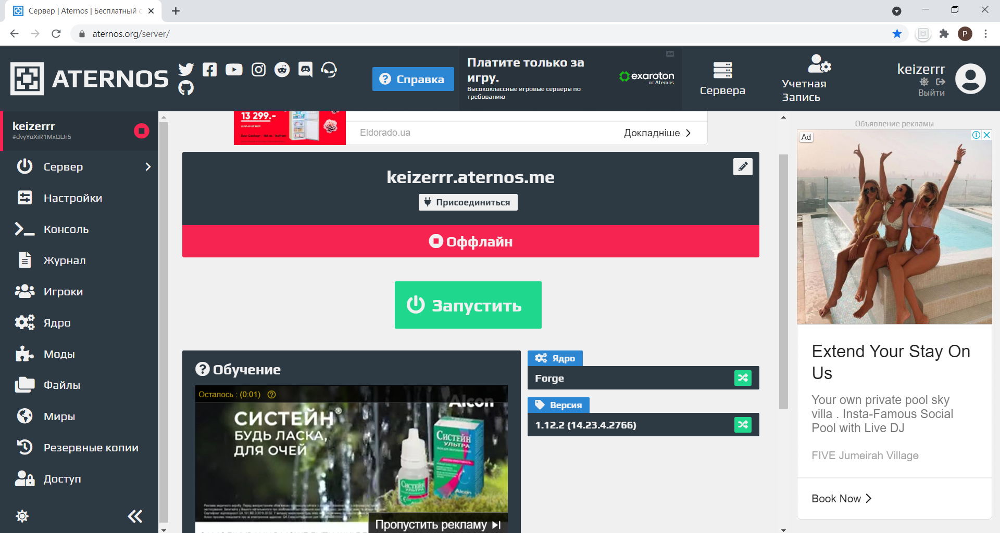 Сервер | Aternos | Бесплатный с
aternos.org/server/
P
ATERNOS
Справка
Ad
Платите только за
игру.
Высококлассные игровые серверы по
требованию
exaroton
от Aternos
Сервера
Учетная
Запись
keizerrr
Выйти
keizerrr
#dvyYoXiR1MxQtJr5
Сервер
Настройки
Консоль
Журнал
Игроки
Ядро
Моды
Файлы
Миры
Резервные копии
Доступ
13 299.-
Eldorado.ua
Докладніше
keizerrr.aternos.me
Присоединиться
Оффлайн
Запустить
Обучение
Осталось : (0:01)
Alcon
СИСТЕЙН®
БУДЬ ЛАСКА,
ДЛЯ ОЧЕЙ
Систейн
УЛЬТРА
Систейн
УЛЬТРА
Alcon
Пропустить рекламу
Ядро
Forge
Версия
1.12.2 (14.23.4.2766)
Объявление рекламы
Ad
Extend Your Stay On
Us
Your own private pool sky
villa . Insta-Famous Social
Pool with Live DJ
FIVE Jumeirah Village
Book Now